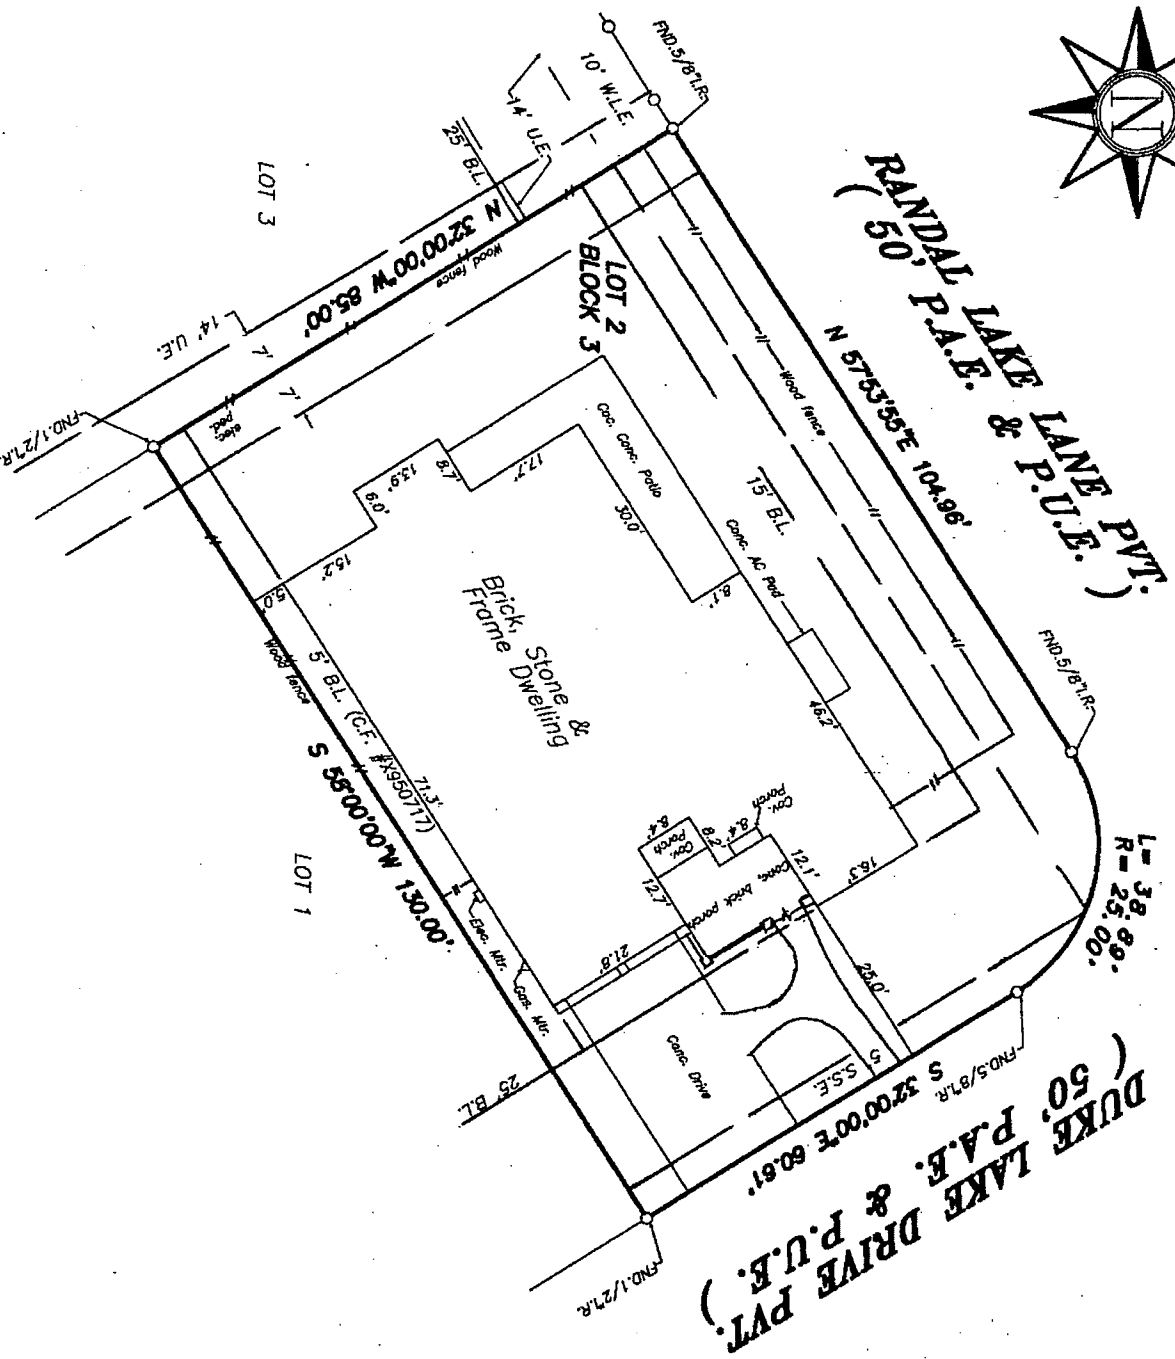 N
RANDAL LAKE LANE PVT.
( 50' P.A.E. & P.U.E. )
FND.5/8"I.R.
10' W.L.E.
14' U.E.
25' B.L.
LOT 3
N 32°00'00"W 85.00'
Wood fence
14' U.E.
7'
7'
elec. ped.
FND.1/2"I.R.
LOT 2
BLOCK 3
N 57°53'55"E 104.96'
Wood fence
15' B.L.
Conc. Patio
Conc. AC Pad
8.7'
17.7'
13.9'
6.0'
30.0'
8.1'
15.2'
5.0'
46.2'
Brick, Stone &
Frame Dwelling
5' B.L. (C.F. #X950717)
71.3'
Wood fence
S 58°00'00"W 130.00'
LOT 1
Cov.
Porch
8.4'
8.2'
8.4'
Cov.
Porch
12.1'
12.7'
Conc. brick porch
16.3'
21.8'
25.0'
Elec. Mtr.
Gas. Mtr.
Conc. Drive
25' B.L.
5' S.S.E.
FND.5/8"I.R.
L= 38.89'
R= 25.00'
FND.5/8"I.R.
S 32°00'00"E 60.61'
FND.1/2"I.R.
DUKE LAKE DRIVE PVT.
( 50' P.A.E. & P.U.E. )